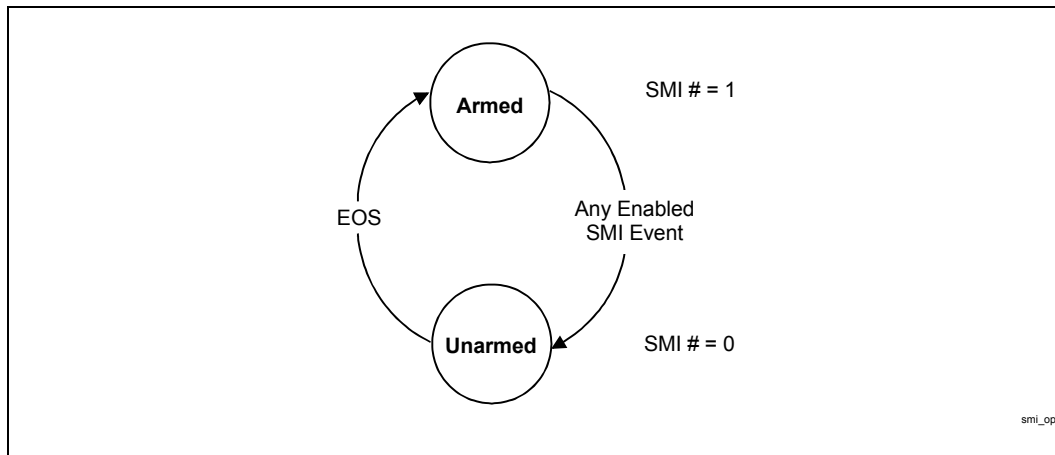 Armed
SMI # = 1
EOS
Any Enabled
SMI Event
Unarmed
SMI # = 0
smi_op